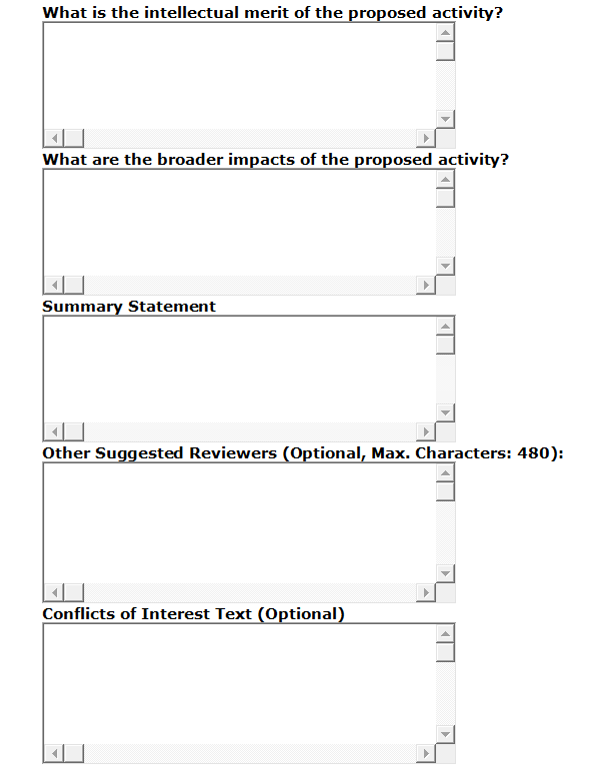 What is the intellectual merit of the proposed activity?
What are the broader impacts of the proposed activity?
Summary Statement
Other Suggested Reviewers (Optional, Max. Characters: 480):
Conflicts of Interest Text (Optional)